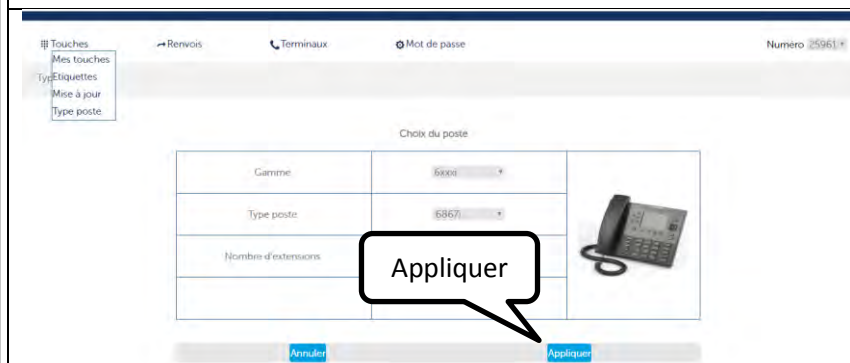 Touches Renvois Terminaux Mot de passe Numéro 25961
Mes touches
Typ Etiquettes
Mise à jour
Type poste
Choix du poste
Gamme 6xxxi
Type poste 6867i
Nombre d'extensions
Appliquer
Annuler Appliquer